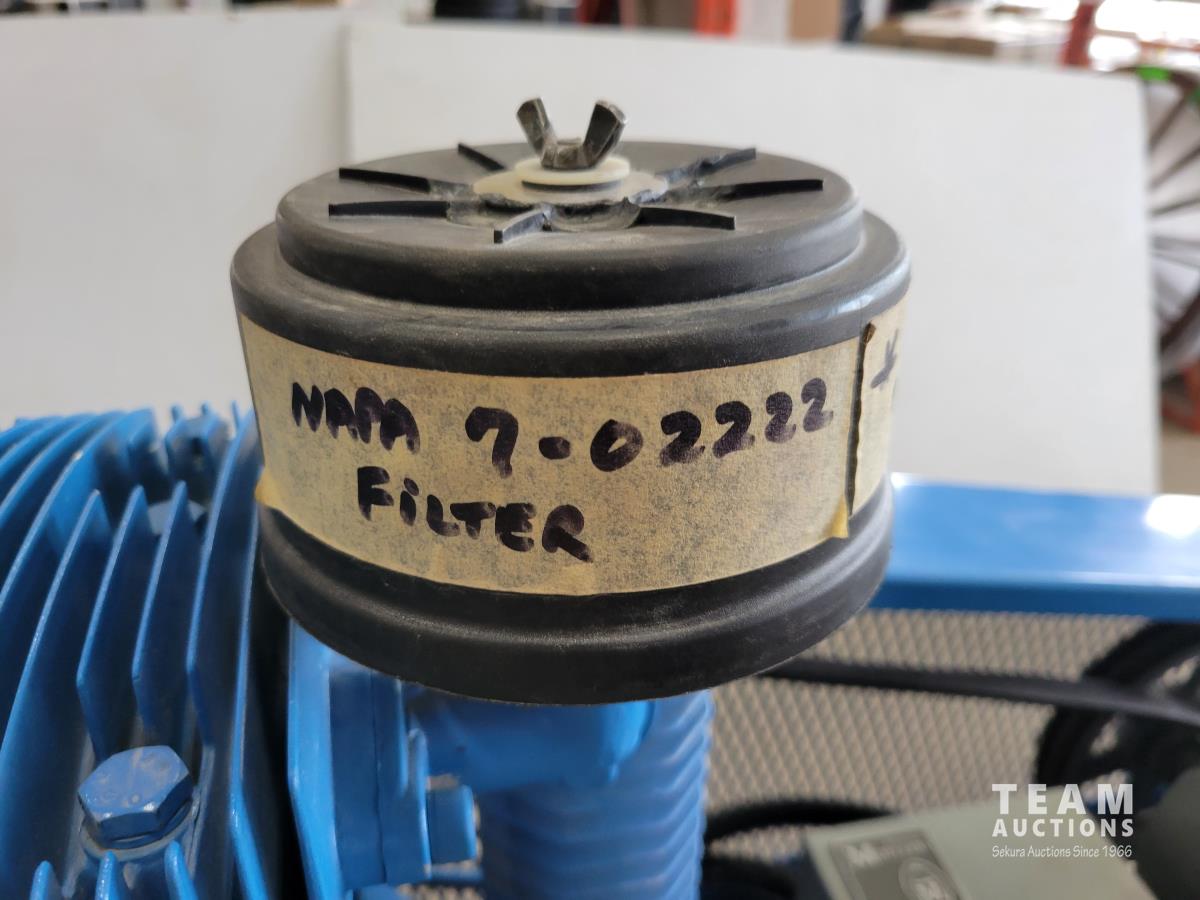 NAPA 7-02222
FILTER
TEAM
AUCTIONS
Sekura Auctions Since 1966